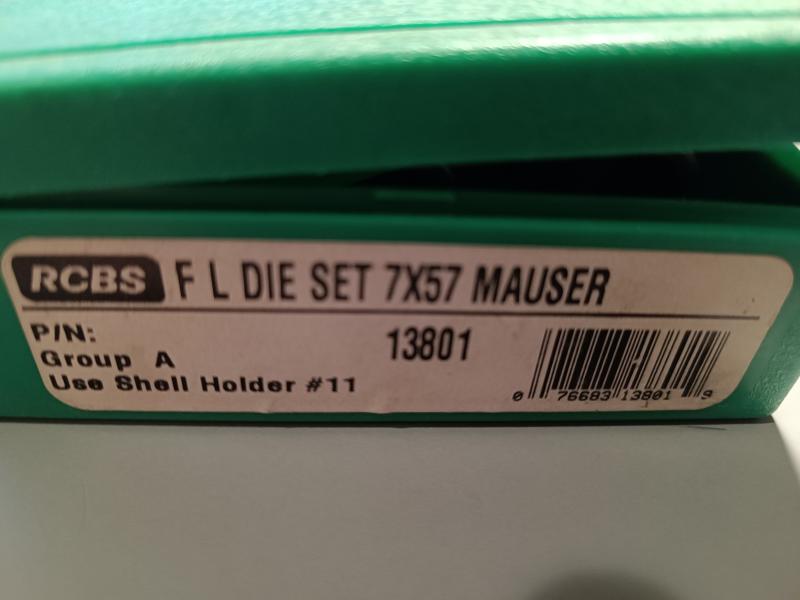 RCBS F L DIE SET 7X57 MAUSER
P/N: 13801
Group A
Use Shell Holder #11
0 76683 13801 9